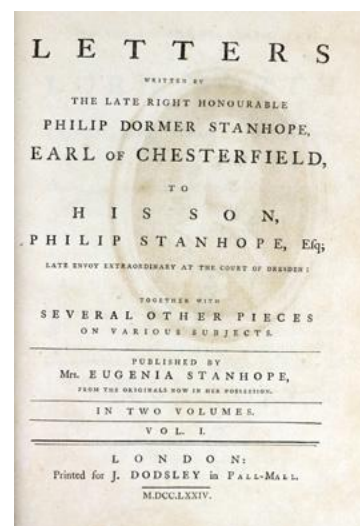 LETTERS
WRITTEN BY
THE LATE RIGHT HONOURABLE
PHILIP DORMER STANHOPE,
EARL OF CHESTERFIELD,
TO
HIS SON,
PHILIP STANHOPE, Esq;
LATE ENVOY EXTRAORDINARY AT THE COURT OF DRESDEN:
TOGETHER WITH
SEVERAL OTHER PIECES
ON VARIOUS SUBJECTS.
PUBLISHED BY
Mrs. EUGENIA STANHOPE,
FROM THE ORIGINALS NOW IN HER POSSESSION.
IN TWO VOLUMES.
VOL. I.
LONDON:
Printed for J. DODSLEY in PALL-MALL.
M.DCC.LXXIV.